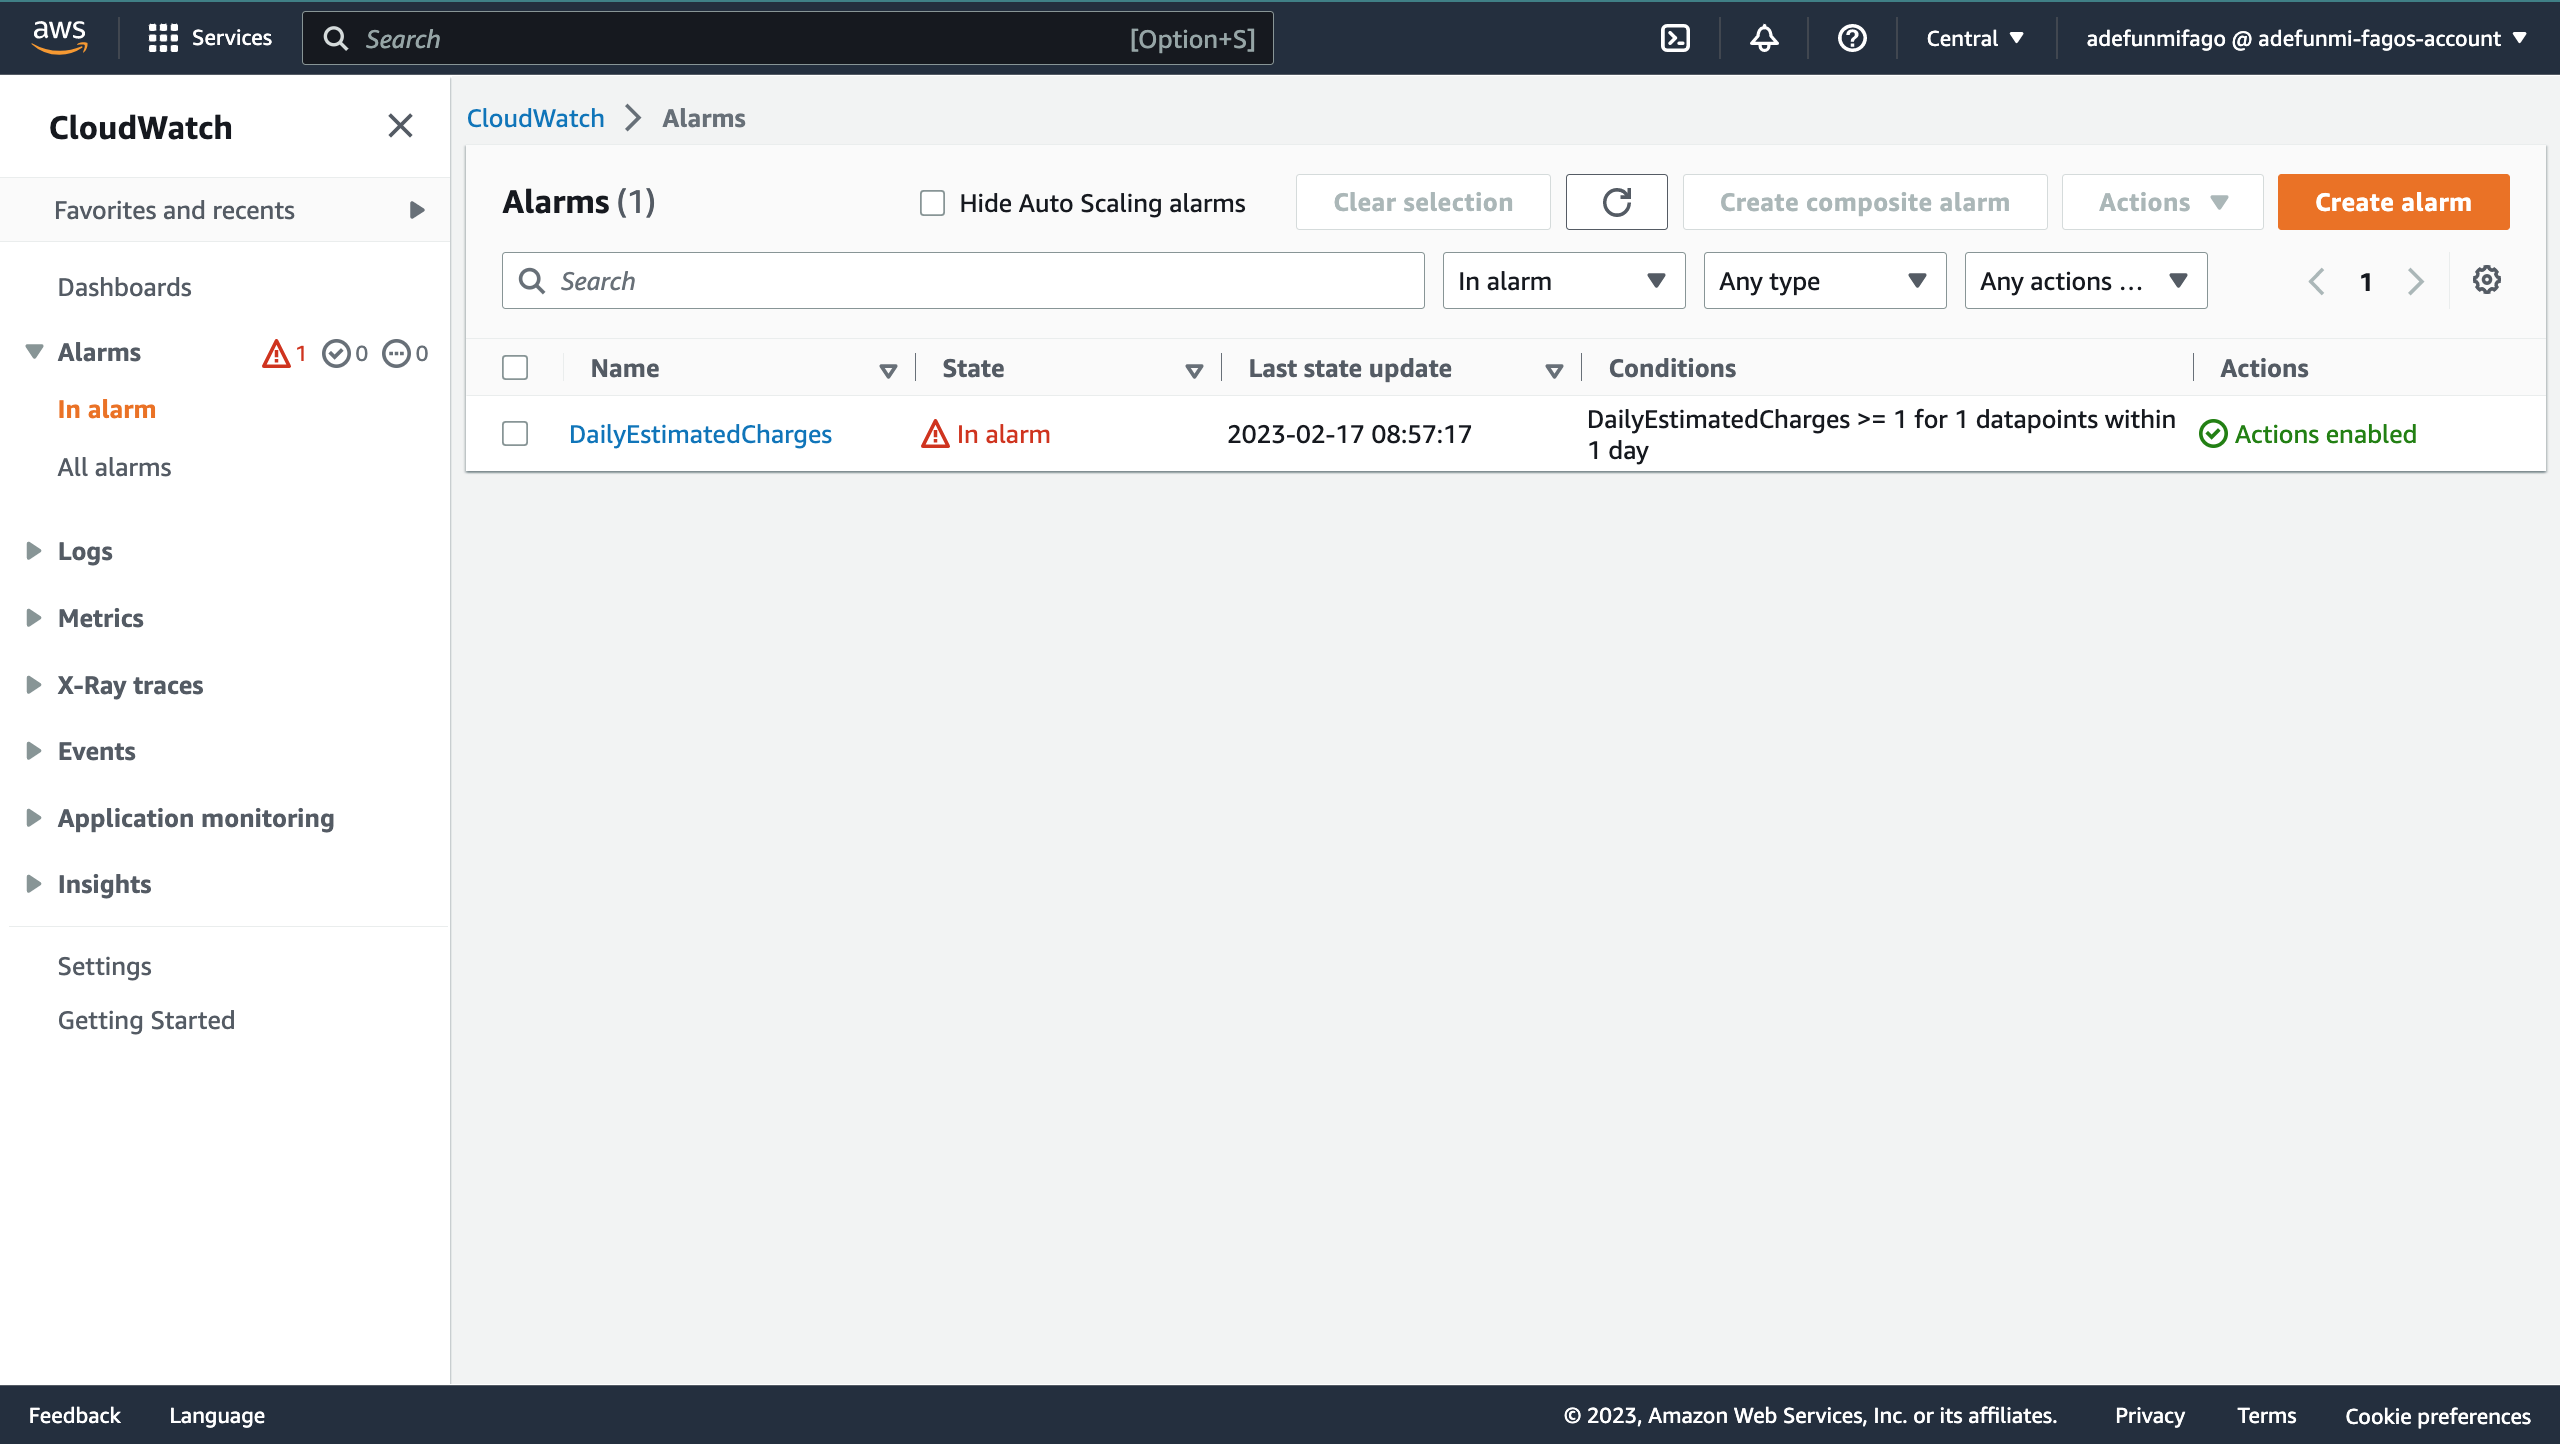 aws
Services
Search
[Option+S]
Central
adefunmifago @ adefunmi-fagos-account
CloudWatch
Favorites and recents
Dashboards
Alarms 1 0 0
In alarm
All alarms
Logs
Metrics
X-Ray traces
Events
Application monitoring
Insights
Settings
Getting Started
CloudWatch > Alarms
Alarms (1)
Hide Auto Scaling alarms
Clear selection
Create composite alarm
Actions
Create alarm
Search
In alarm
Any type
Any actions ...
1
Name State Last state update Conditions Actions
DailyEstimatedCharges In alarm 2023-02-17 08:57:17 DailyEstimatedCharges >= 1 for 1 datapoints within
1 day
Actions enabled
Feedback
Language
© 2023, Amazon Web Services, Inc. or its affiliates.
Privacy
Terms
Cookie preferences